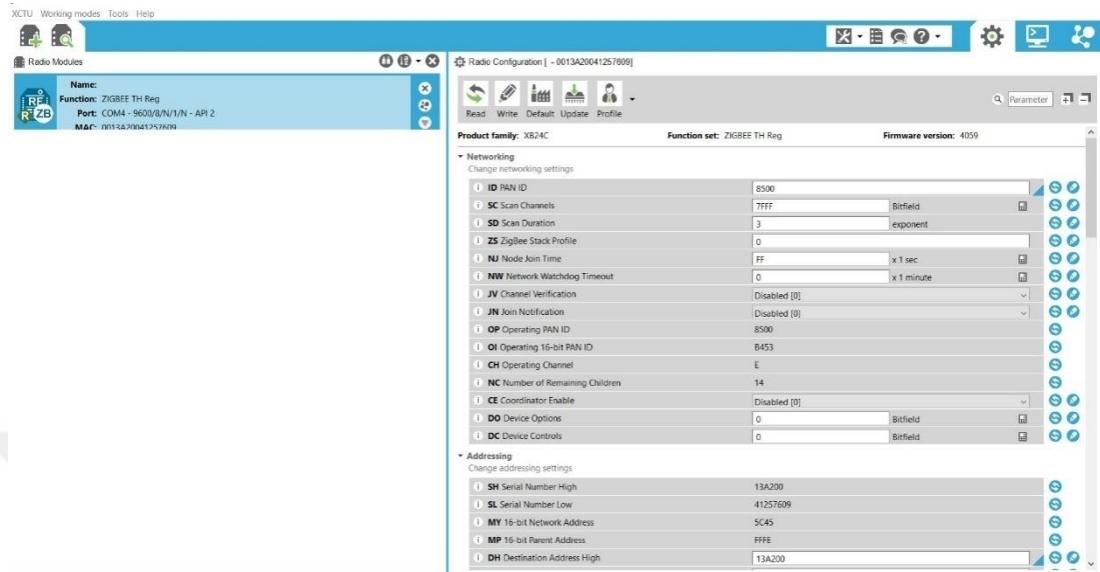 XCTU Working modes Tools Help
Radio Modules
Name:
Function: ZIGBEE TH Reg
Port: COM4 - 9600/8/N/1/N - API 2
MAC: 0013A20041257609
Radio Configuration [ - 0013A20041257609]
Read Write Default Update Profile
Parameter
Product family: XB24C Function set: ZIGBEE TH Reg Firmware version: 4059
Networking
Change networking settings
ID PAN ID 8500
SC Scan Channels 7FFF Bitfield
SD Scan Duration 3 exponent
ZS ZigBee Stack Profile 0
NJ Node Join Time FF x 1 sec
NW Network Watchdog Timeout 0 x 1 minute
JV Channel Verification Disabled [0]
JN Join Notification Disabled [0]
OP Operating PAN ID 8500
OI Operating 16-bit PAN ID B453
CH Operating Channel E
NC Number of Remaining Children 14
CE Coordinator Enable Disabled [0]
DO Device Options 0 Bitfield
DC Device Controls 0 Bitfield
Addressing
Change addressing settings
SH Serial Number High 13A200
SL Serial Number Low 41257609
MY 16-bit Network Address 5C45
MP 16-bit Parent Address FFFE
DH Destination Address High 13A200